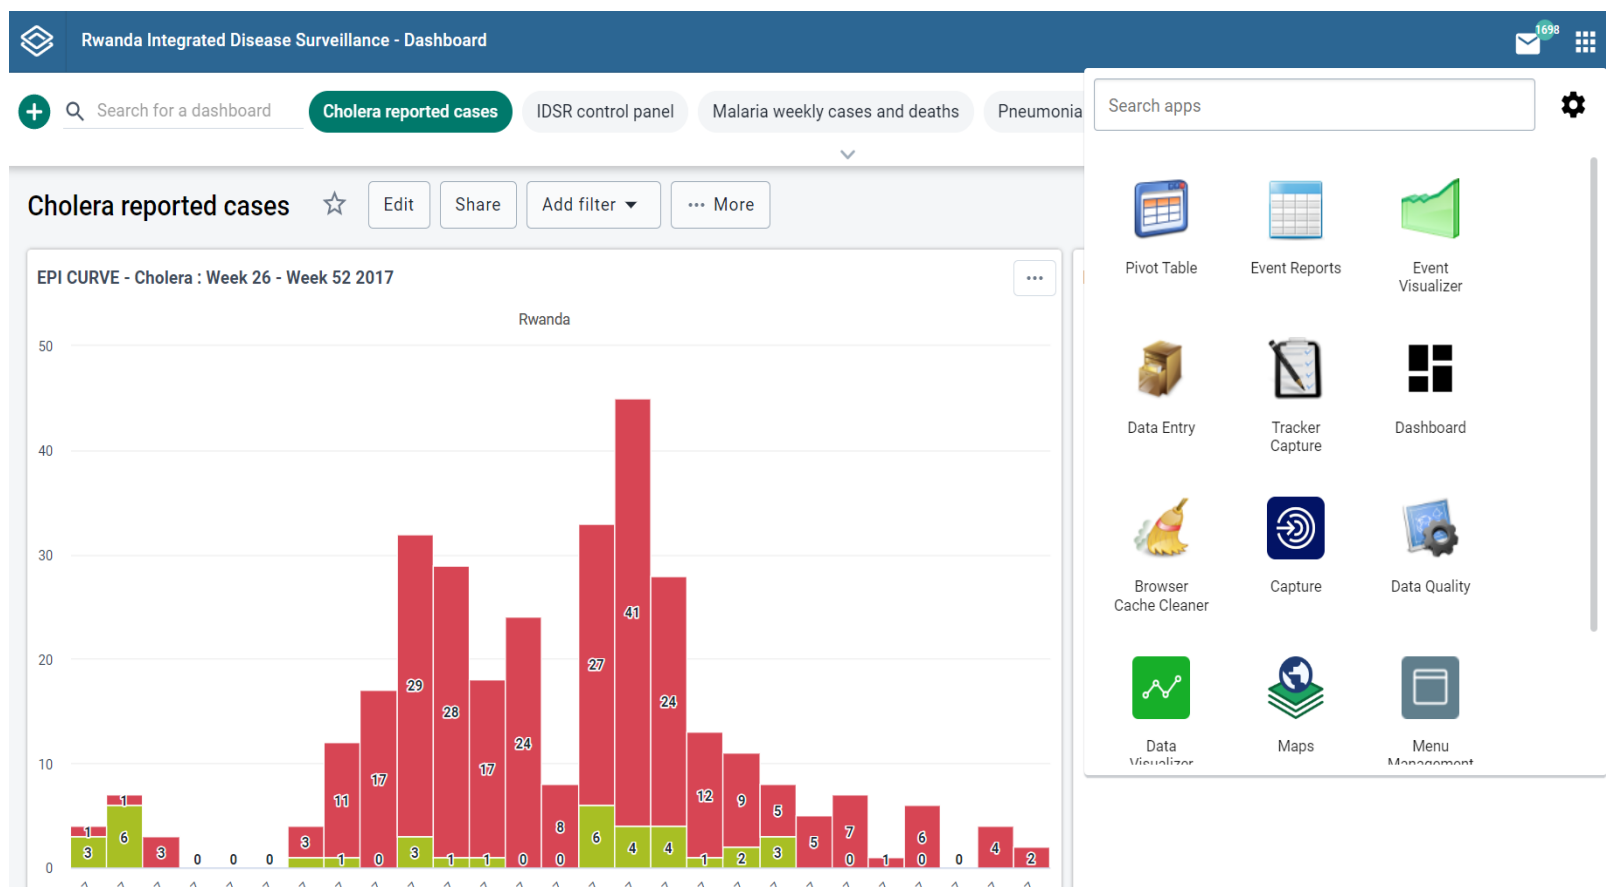 Rwanda Integrated Disease Surveillance - Dashboard
1698
Search for a dashboard
Cholera reported cases
IDSR control panel
Malaria weekly cases and deaths
Pneumonia
Search apps
Cholera reported cases
Edit
Share
Add filter
More
EPI CURVE - Cholera : Week 26 - Week 52 2017
Rwanda
50
40
30
20
10
0
1
3
1
6
3
0
0
0
3
11
1
17
0
29
3
28
1
17
1
24
0
8
0
27
6
41
4
24
4
12
1
9
2
5
3
5
7
0
1
6
0
0
4
2
Pivot Table
Event Reports
Event
Visualizer
Data Entry
Tracker
Capture
Dashboard
Browser
Cache Cleaner
Capture
Data Quality
Data
Visualizer
Maps
Menu
Management